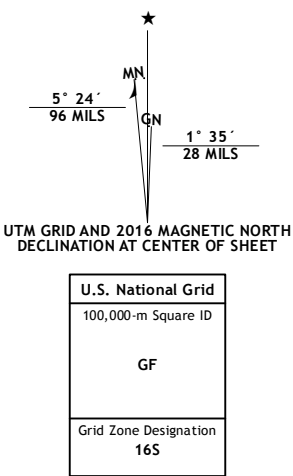 MN
5° 24´
96 MILS
GN
1° 35´
28 MILS
UTM GRID AND 2016 MAGNETIC NORTH
DECLINATION AT CENTER OF SHEET
U.S. National Grid
100,000-m Square ID
GF
Grid Zone Designation
16S